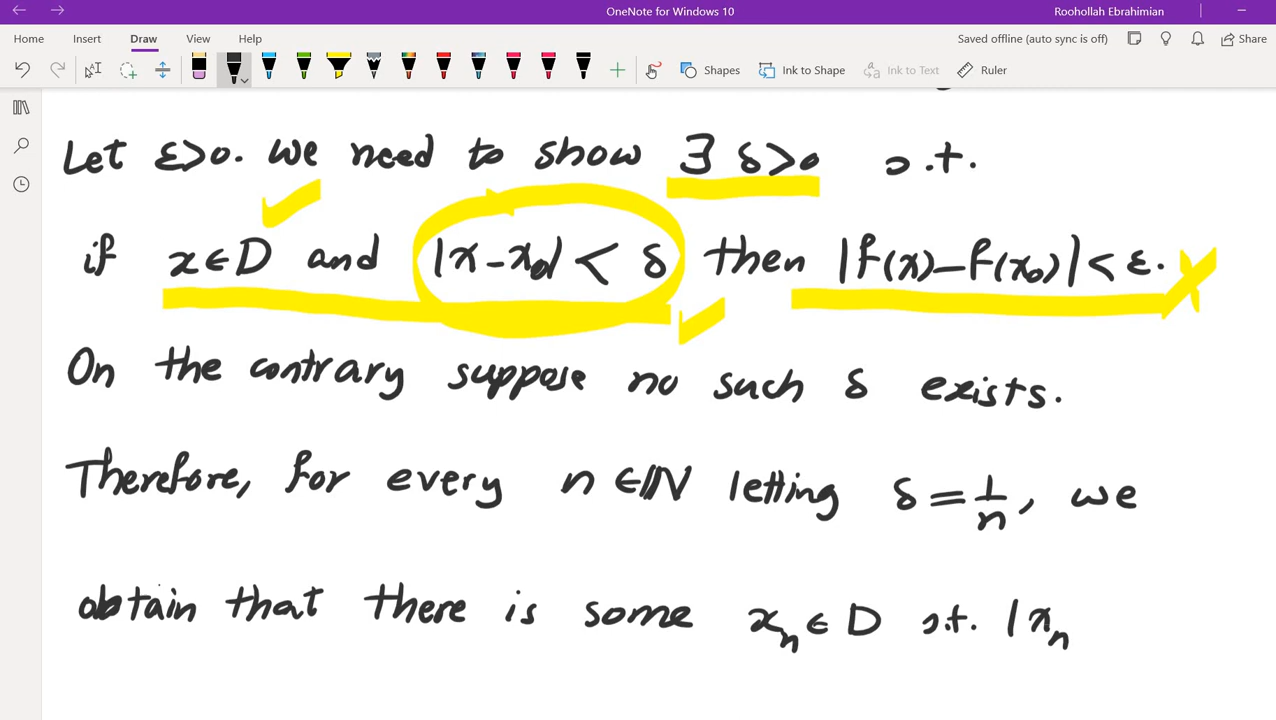 OneNote for Windows 10
Roohollah Ebrahimian
Home Insert Draw View Help
Saved offline (auto sync is off)
Share
Shapes
Ink to Shape
Ink to Text
Ruler
Let ε>0. We need to show ∃ δ>0 s.t.
if x∈D and |x-x₀| < δ then |f(x)-f(x₀)| < ε.
On the contrary suppose no such δ exists.
Therefore, for every n∈ℕ letting δ=1/n, we
obtain that there is some xₙ∈D s.t. |xₙ